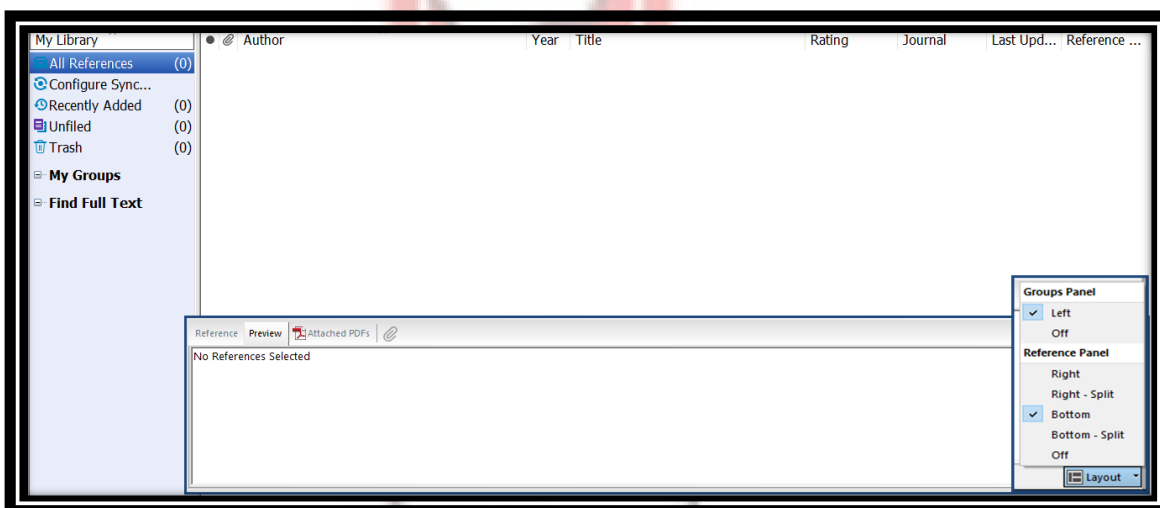 My Library
Author Year Title Rating Journal Last Upd... Reference ...
All References (0)
Configure Sync...
Recently Added (0)
Unfiled (0)
Trash (0)
My Groups
Find Full Text
Reference Preview Attached PDFs
No References Selected
Groups Panel
Left
Off
Reference Panel
Right
Right - Split
Bottom
Bottom - Split
Off
Layout